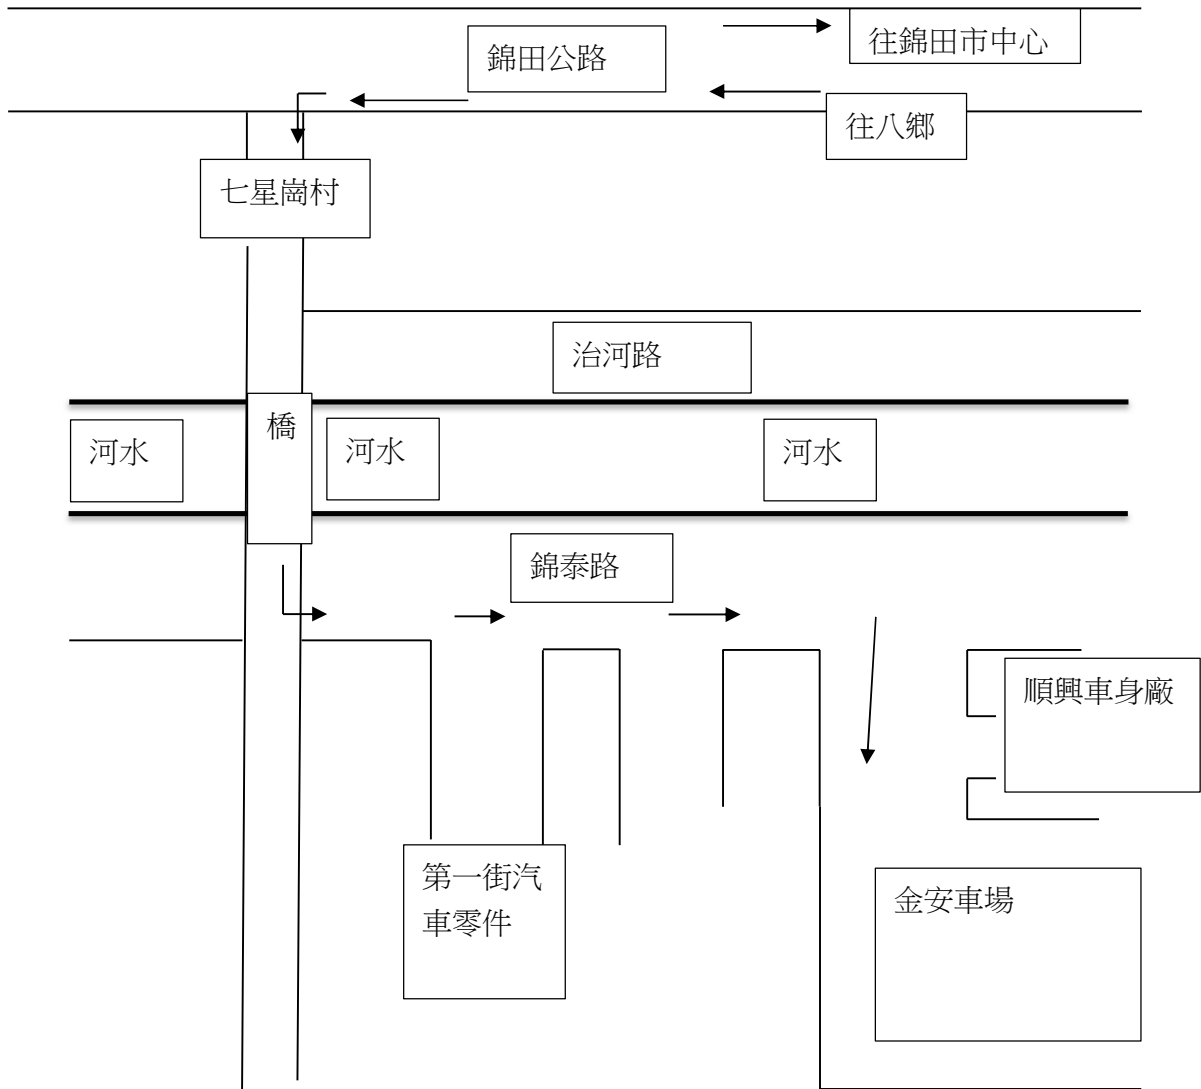 往錦田市中心
錦田公路
往八鄉
七星崗村
治河路
橋
河水
河水
河水
錦泰路
順興車身廠
第一街汽
車零件
金安車場